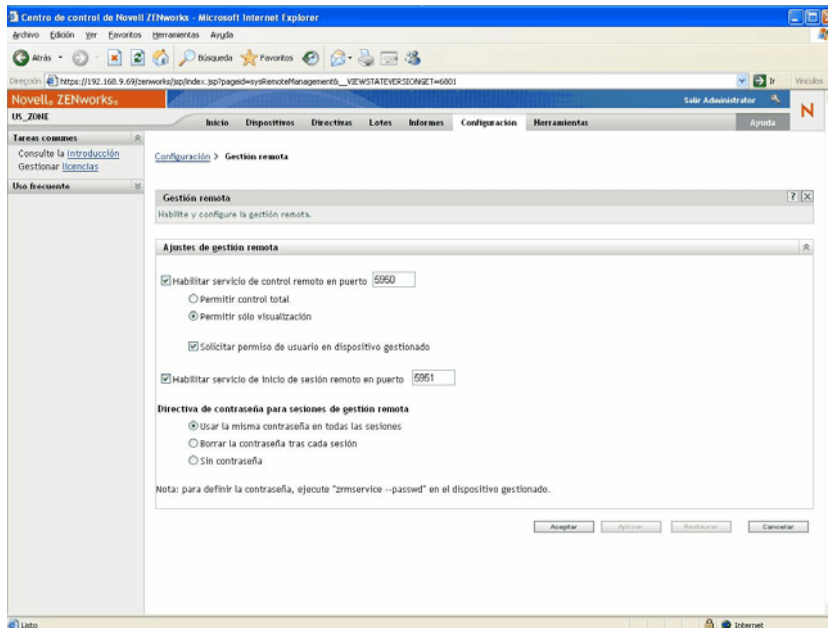 Centro de control de Novell ZENworks - Microsoft Internet Explorer
Archivo Edición Ver Favoritos Herramientas Ayuda
Atrás Búsqueda Favoritos
Dirección https://192.168.9.69/zenworks/jsp/index.jsp?pageid=sysRemoteManagement&__VIEWSTATEVERSIONGET=6801 Ir Vínculos
Novell® ZENworks® Salir Administrator
US_ZONE Inicio Dispositivos Directivas Lotes Informes Configuración Herramientas Ayuda N
Tareas comunes
Consulte la Introducción
Gestionar licencias
Uso frecuente
Configuración > Gestión remota
Gestión remota
Habilite y configure la gestión remota.
Ajustes de gestión remota
Habilitar servicio de control remoto en puerto 5950
Permitir control total
Permitir sólo visualización
Solicitar permiso de usuario en dispositivo gestionado
Habilitar servicio de inicio de sesión remoto en puerto 5951
Directiva de contraseña para sesiones de gestión remota
Usar la misma contraseña en todas las sesiones
Borrar la contraseña tras cada sesión
Sin contraseña
Nota: para definir la contraseña, ejecute "zrmservice --passwd" en el dispositivo gestionado.
Aceptar Aplicar Restaurar Cancelar
Listo Internet